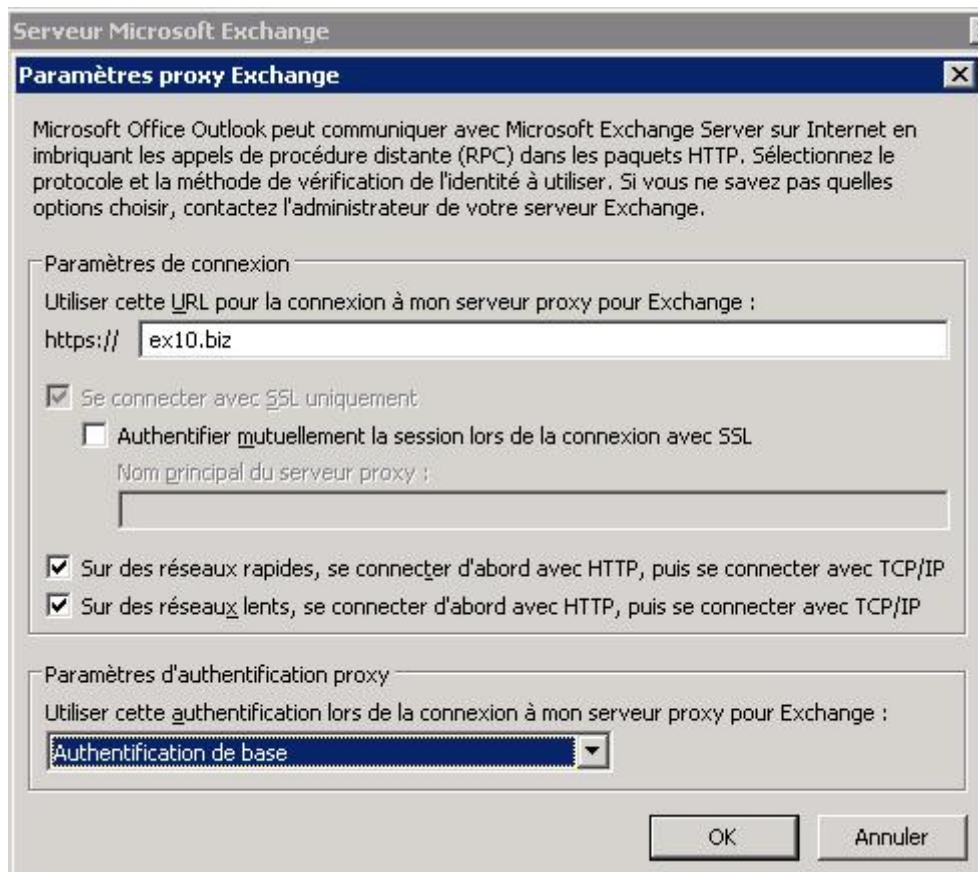 Serveur Microsoft Exchange
Paramètres proxy Exchange
Microsoft Office Outlook peut communiquer avec Microsoft Exchange Server sur Internet en
imbriquant les appels de procédure distante (RPC) dans les paquets HTTP. Sélectionnez le
protocole et la méthode de vérification de l'identité à utiliser. Si vous ne savez pas quelles
options choisir, contactez l'administrateur de votre serveur Exchange.
Paramètres de connexion
Utiliser cette URL pour la connexion à mon serveur proxy pour Exchange :
https:// ex10.biz
Se connecter avec SSL uniquement
Authentifier mutuellement la session lors de la connexion avec SSL
Nom principal du serveur proxy :
Sur des réseaux rapides, se connecter d'abord avec HTTP, puis se connecter avec TCP/IP
Sur des réseaux lents, se connecter d'abord avec HTTP, puis se connecter avec TCP/IP
Paramètres d'authentification proxy
Utiliser cette authentification lors de la connexion à mon serveur proxy pour Exchange :
Authentification de base
OK Annuler